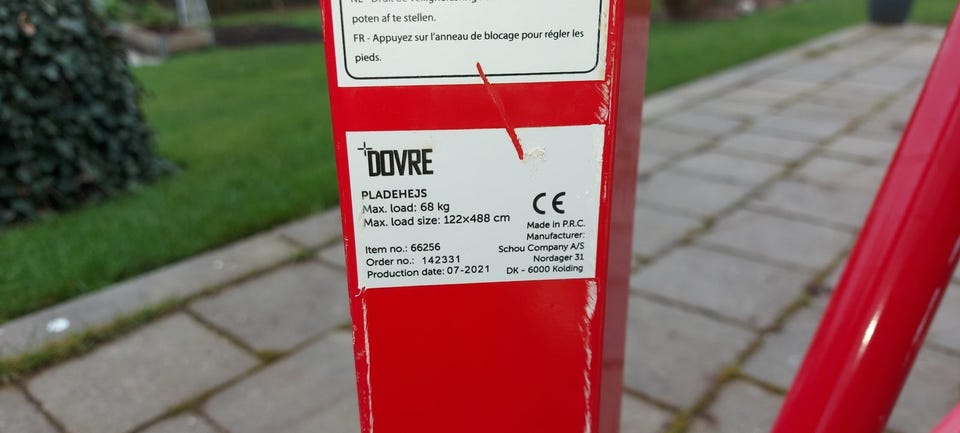 poten af te stellen.
FR - Appuyez sur l'anneau de blocage pour régler les
pieds.
DOVRE
PLADEHEJS
Max. load: 68 kg
Max. load size: 122x488 cm
Item no.: 66256
Order no.: 142331
Production date: 07-2021
CE
Made in P.R.C.
Manufacturer:
Schou Company A/S
Nordager 31
DK - 6000 Kolding